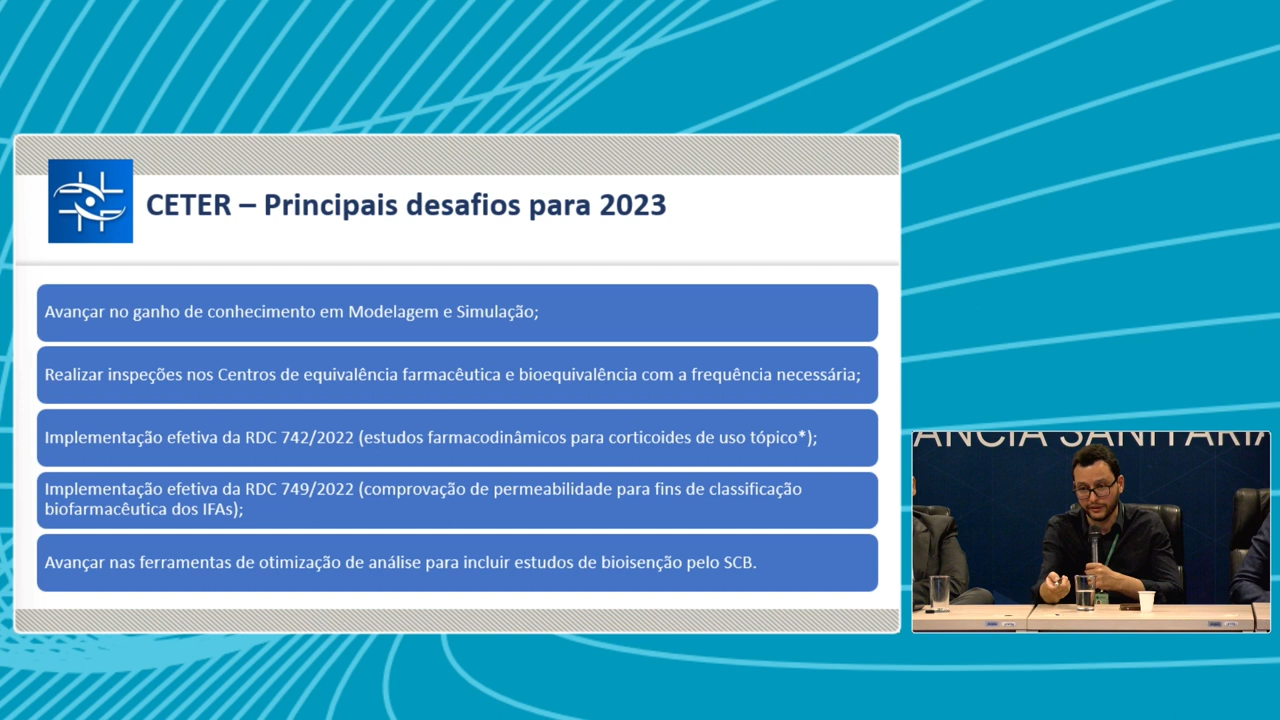 CETER – Principais desafios para 2023
Avançar no ganho de conhecimento em Modelagem e Simulação;
Realizar inspeções nos Centros de equivalência farmacêutica e bioequivalência com a frequência necessária;
Implementação efetiva da RDC 742/2022 (estudos farmacodinâmicos para corticoides de uso tópico*);
Implementação efetiva da RDC 749/2022 (comprovação de permeabilidade para fins de classificação
biofarmacêutica dos IFAs);
Avançar nas ferramentas de otimização de análise para incluir estudos de bioisenção pelo SCB.
ÂNCIA SANITÁRIA